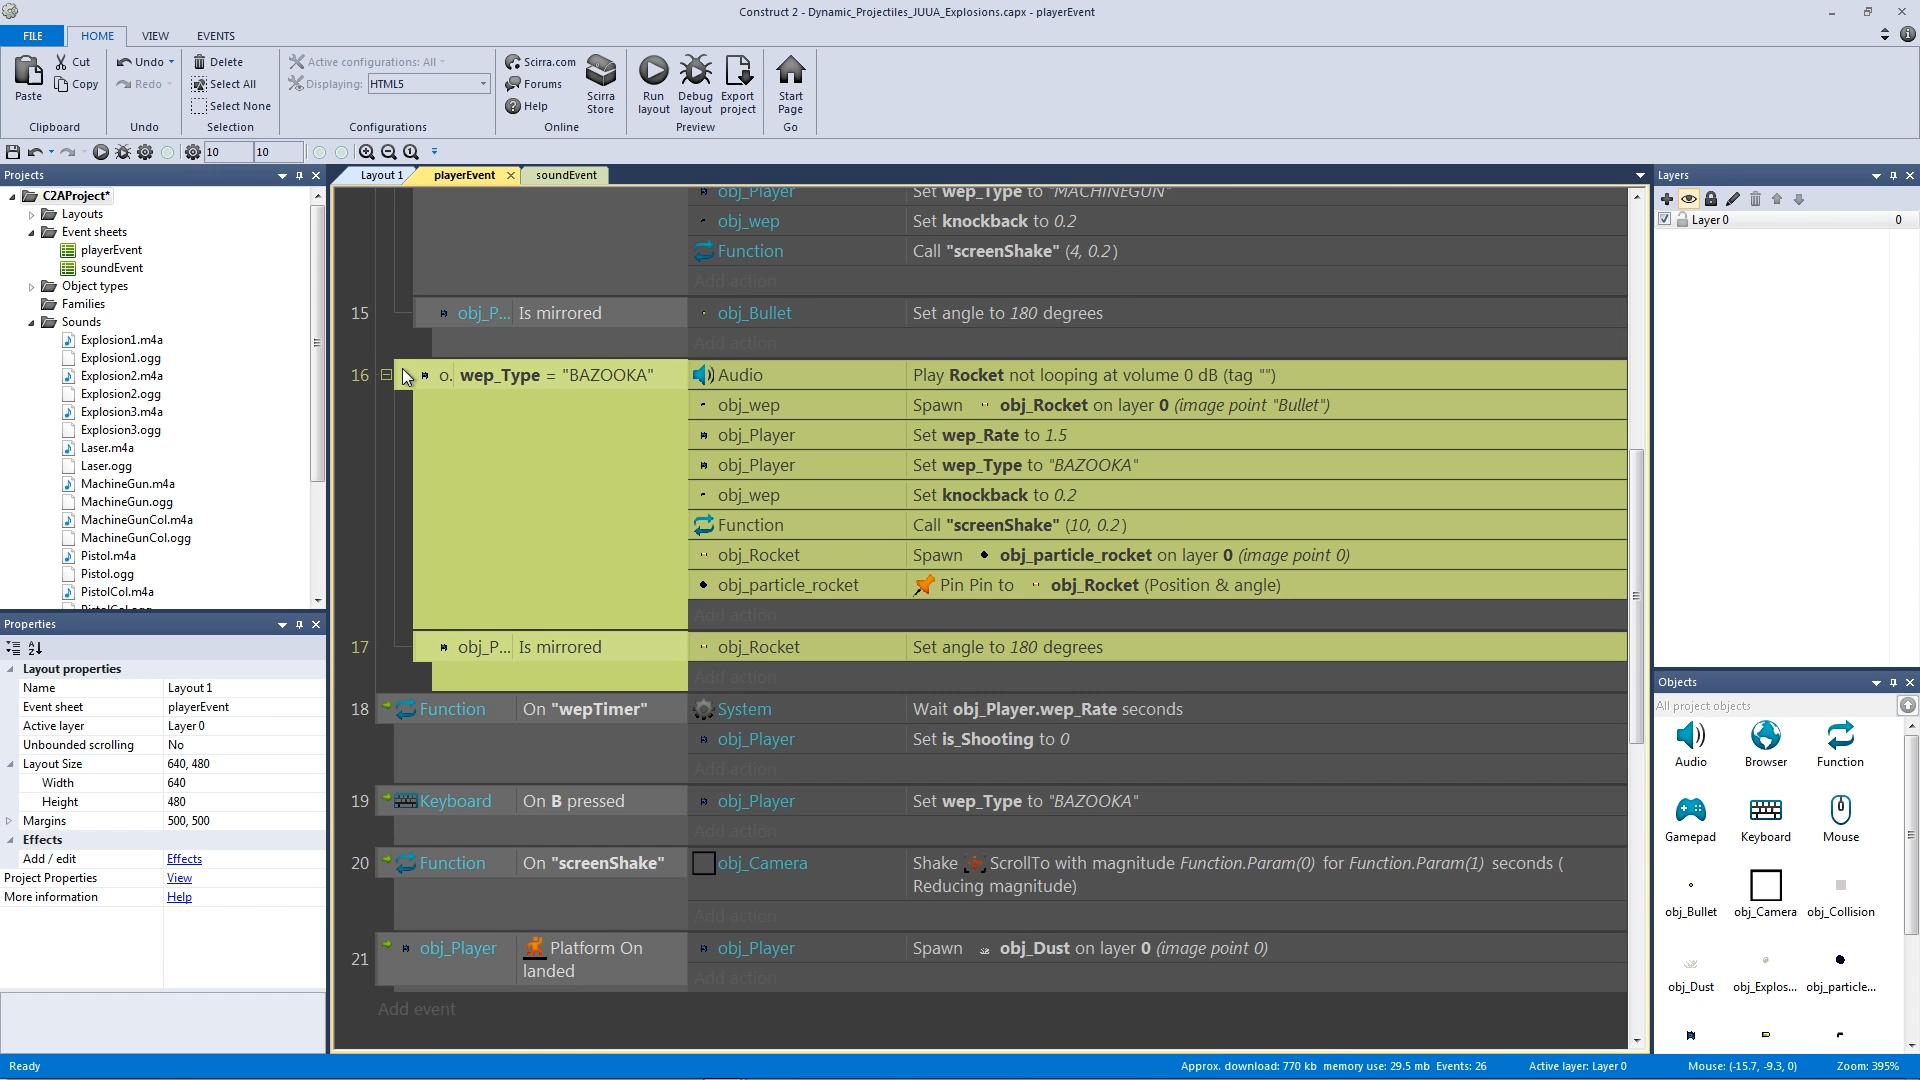 Construct 2 - Dynamic_Projectiles_JUUA_Explosions.capx - playerEvent
FILE
HOME
VIEW
EVENTS
Paste
Cut
Copy
Clipboard
Undo
Redo
Undo
Delete
Select All
Select None
Selection
Active configurations: All
Displaying: HTML5
Configurations
Scirra.com
Forums
Help
Scirra Store
Online
Run layout
Debug layout
Export project
Preview
Start Page
Go
10
10
Projects
C2AProject*
Layouts
Event sheets
playerEvent
soundEvent
Object types
Families
Sounds
Explosion1.m4a
Explosion1.ogg
Explosion2.m4a
Explosion2.ogg
Explosion3.m4a
Explosion3.ogg
Laser.m4a
Laser.ogg
MachineGun.m4a
MachineGun.ogg
MachineGunCol.m4a
MachineGunCol.ogg
Pistol.m4a
Pistol.ogg
PistolCol.m4a
PistolCol.ogg
Properties
Layout properties
Name Layout 1
Event sheet playerEvent
Active layer Layer 0
Unbounded scrolling No
Layout Size 640, 480
Width 640
Height 480
Margins 500, 500
Effects
Add / edit Effects
Project Properties View
More information Help
Layout 1
playerEvent
soundEvent
obj_Player Set wep_Type to "MACHINEGUN"
obj_wep Set knockback to 0.2
Function Call "screenShake" (4, 0.2)
Add action
15 obj_P... Is mirrored obj_Bullet Set angle to 180 degrees
Add action
16 o. wep_Type = "BAZOOKA" Audio Play Rocket not looping at volume 0 dB (tag "")
obj_wep Spawn obj_Rocket on layer 0 (image point "Bullet")
obj_Player Set wep_Rate to 1.5
obj_Player Set wep_Type to "BAZOOKA"
obj_wep Set knockback to 0.2
Function Call "screenShake" (10, 0.2)
obj_Rocket Spawn obj_particle_rocket on layer 0 (image point 0)
obj_particle_rocket Pin Pin to obj_Rocket (Position & angle)
Add action
17 obj_P... Is mirrored obj_Rocket Set angle to 180 degrees
Add action
18 Function On "wepTimer" System Wait obj_Player.wep_Rate seconds
obj_Player Set is_Shooting to 0
Add action
19 Keyboard On B pressed obj_Player Set wep_Type to "BAZOOKA"
Add action
20 Function On "screenShake" obj_Camera Shake ScrollTo with magnitude Function.Param(0) for Function.Param(1) seconds (
Reducing magnitude)
Add action
21 obj_Player Platform On landed obj_Player Spawn obj_Dust on layer 0 (image point 0)
Add action
Add event
Layers
Layer 0 0
Objects
All project objects
Audio
Browser
Function
Gamepad
Keyboard
Mouse
obj_Bullet
obj_Camera
obj_Collision
obj_Dust
obj_Explos...
obj_particle...
Ready
Approx. download: 770 kb memory use: 29.5 mb Events: 26
Active layer: Layer 0
Mouse: (-15.7, -9.3, 0)
Zoom: 395%